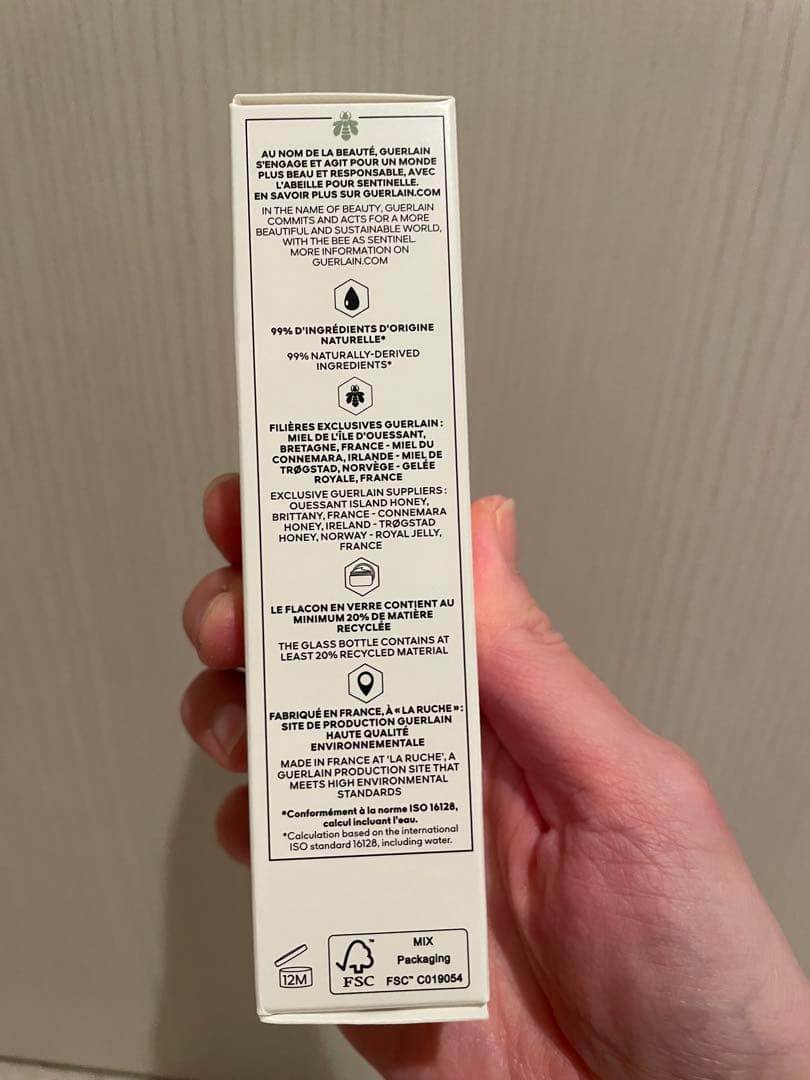 AU NOM DE LA BEAUTÉ, GUERLAIN
S'ENGAGE ET AGIT POUR UN MONDE
PLUS BEAU ET RESPONSABLE, AVEC
L'ABEILLE POUR SENTINELLE.
EN SAVOIR PLUS SUR GUERLAIN.COM
IN THE NAME OF BEAUTY, GUERLAIN
COMMITS AND ACTS FOR A MORE
BEAUTIFUL AND SUSTAINABLE WORLD,
WITH THE BEE AS SENTINEL.
MORE INFORMATION ON
GUERLAIN.COM
99% D'INGRÉDIENTS D'ORIGINE
NATURELLE*
99% NATURALLY-DERIVED
INGREDIENTS*
FILIÈRES EXCLUSIVES GUERLAIN :
MIEL DE L'ÎLE D'OUESSANT,
BRETAGNE, FRANCE - MIEL DU
CONNEMARA, IRLANDE - MIEL DE
TRØGSTAD, NORVÈGE - GELÉE
ROYALE, FRANCE
EXCLUSIVE GUERLAIN SUPPLIERS :
OUESSANT ISLAND HONEY,
BRITTANY, FRANCE - CONNEMARA
HONEY, IRELAND - TRØGSTAD
HONEY, NORWAY - ROYAL JELLY,
FRANCE
LE FLACON EN VERRE CONTIENT AU
MINIMUM 20% DE MATIÈRE
RECYCLÉE
THE GLASS BOTTLE CONTAINS AT
LEAST 20% RECYCLED MATERIAL
FABRIQUÉ EN FRANCE, À « LA RUCHE » :
SITE DE PRODUCTION GUERLAIN
HAUTE QUALITÉ
ENVIRONNEMENTALE
MADE IN FRANCE AT 'LA RUCHE', A
GUERLAIN PRODUCTION SITE THAT
MEETS HIGH ENVIRONMENTAL
STANDARDS
*Conformément à la norme ISO 16128,
calcul incluant l'eau.
*Calculation based on the international
ISO standard 16128, including water.
12M
FSC™
MIX
Packaging
FSC™ C019054